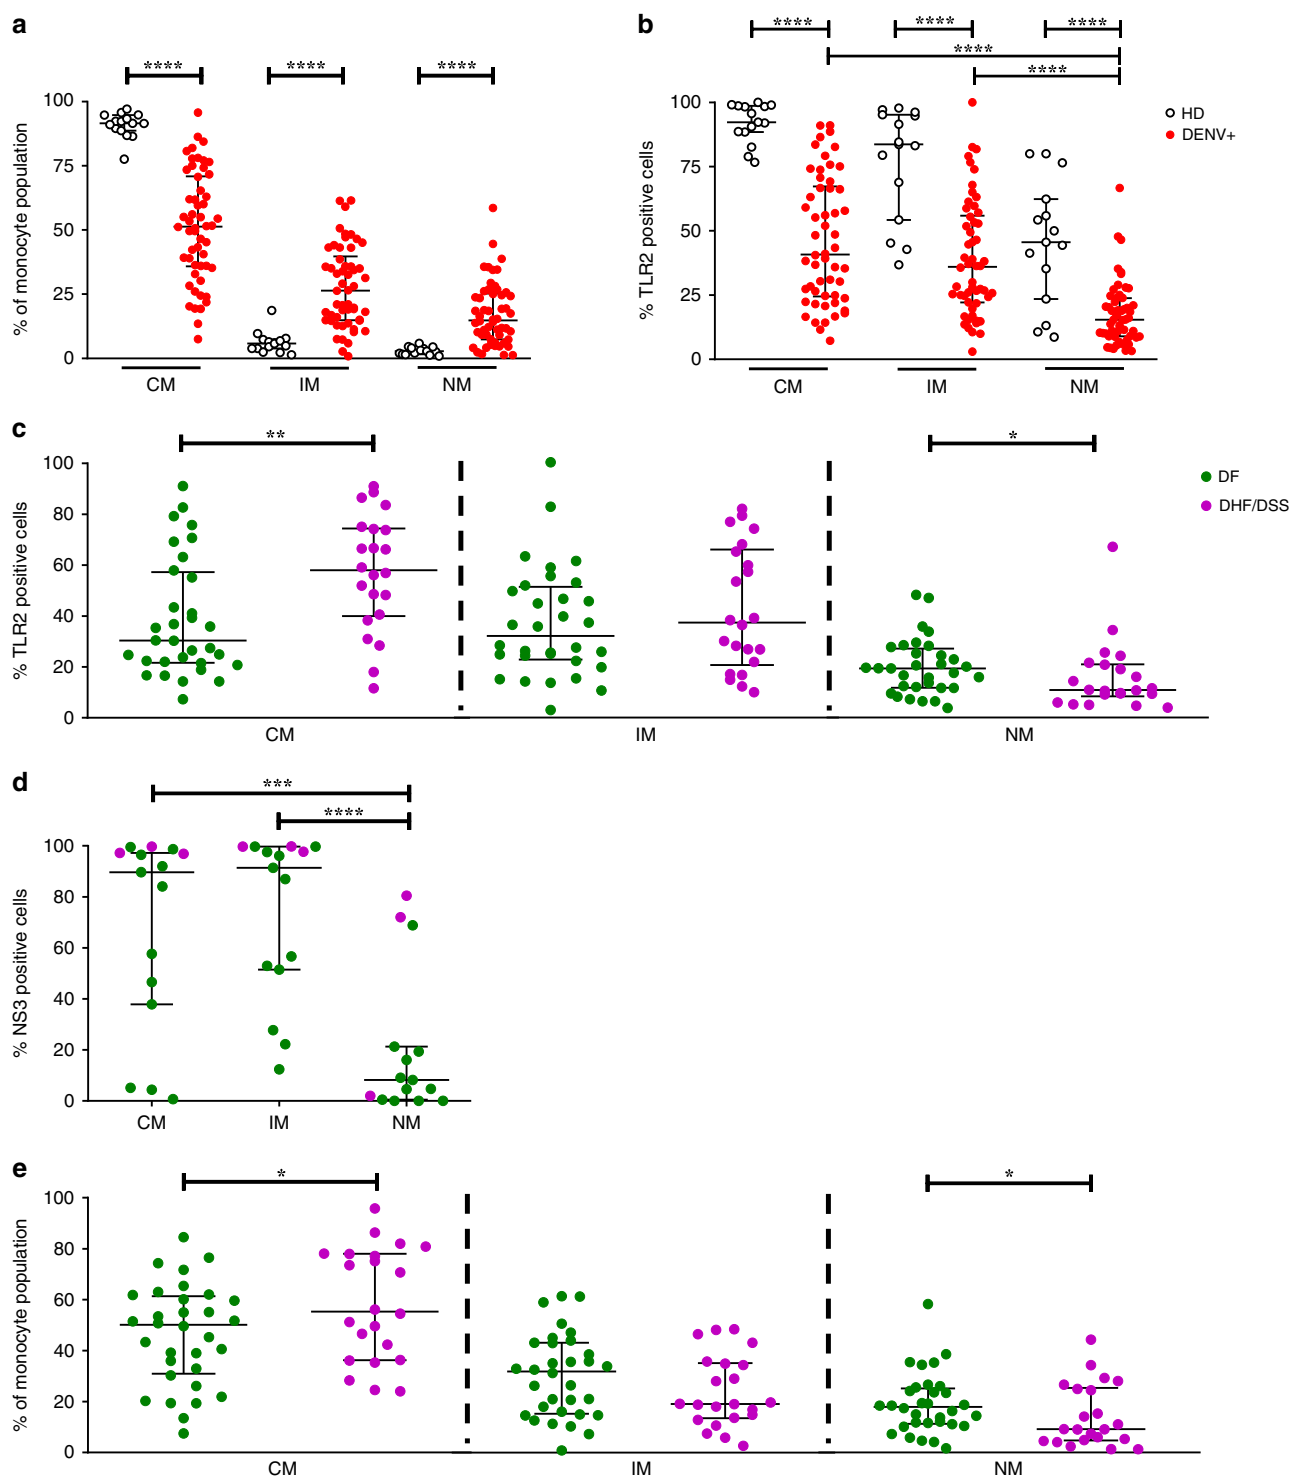 a
**** **** ****
% of monocyte population
100
75
50
25
0
CM IM NM
b
**** **** ****
****
****
% TLR2 positive cells
100
75
50
25
0
CM IM NM
HD
DENV+
c
** *
% TLR2 positive cells
100
80
60
40
20
0
CM IM NM
DF
DHF/DSS
d
***
****
% NS3 positive cells
100
80
60
40
20
0
CM IM NM
e
* *
% of monocyte population
100
80
60
40
20
0
CM IM NM